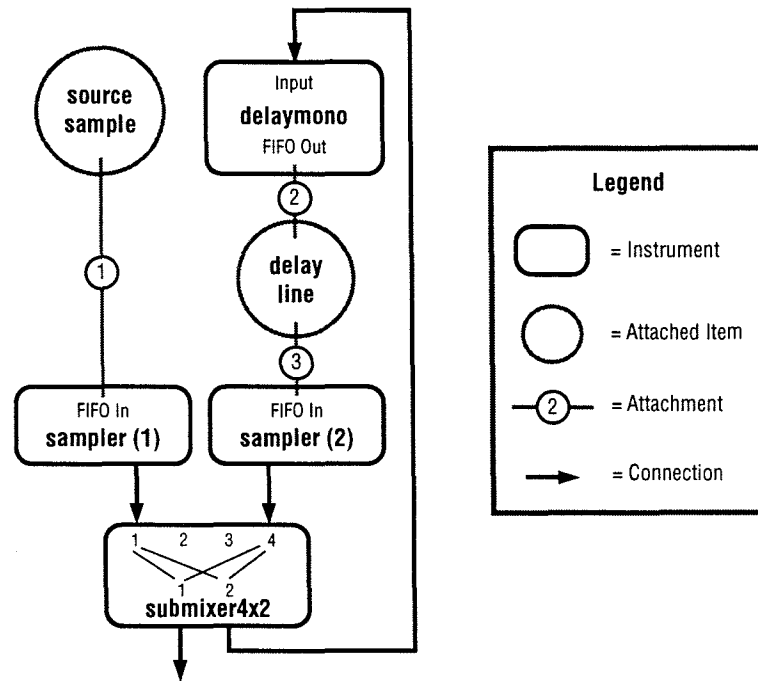 source
sample
1
Input
delaymono
FIFO Out
2
delay
line
3
FIFO In
sampler (1)
FIFO In
sampler (2)
1 2 3 4
1 2
submixer4x2
Legend
= Instrument
= Attached Item
2 = Attachment
= Connection